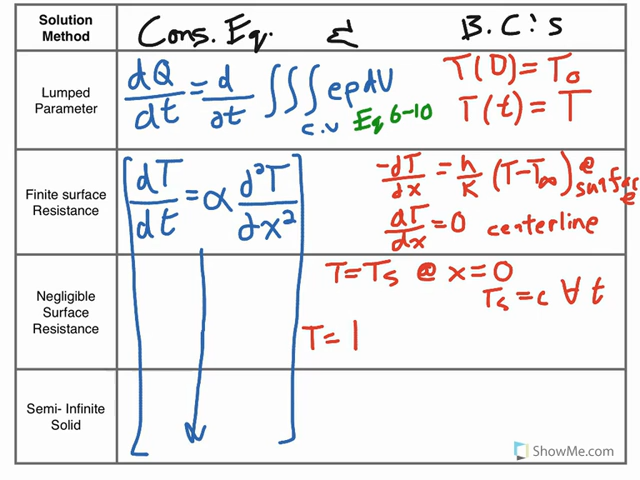 Solution Method
Cons. Eq. & B.C.'s
Lumped Parameter
dQ/dt = d/dt ∫∫∫ eρdV
c.v
Eq 6-10
T(0) = T₀
T(t) = T
Finite surface Resistance
dT/dt = α d²T/dx²
-dT/dx = h/K (T-T∞) @ surface
dT/dx = 0 centerline
Negligible Surface Resistance
T = Ts @ x = 0
Ts = c ∀ t
T = |
Semi- Infinite Solid
ShowMe.com